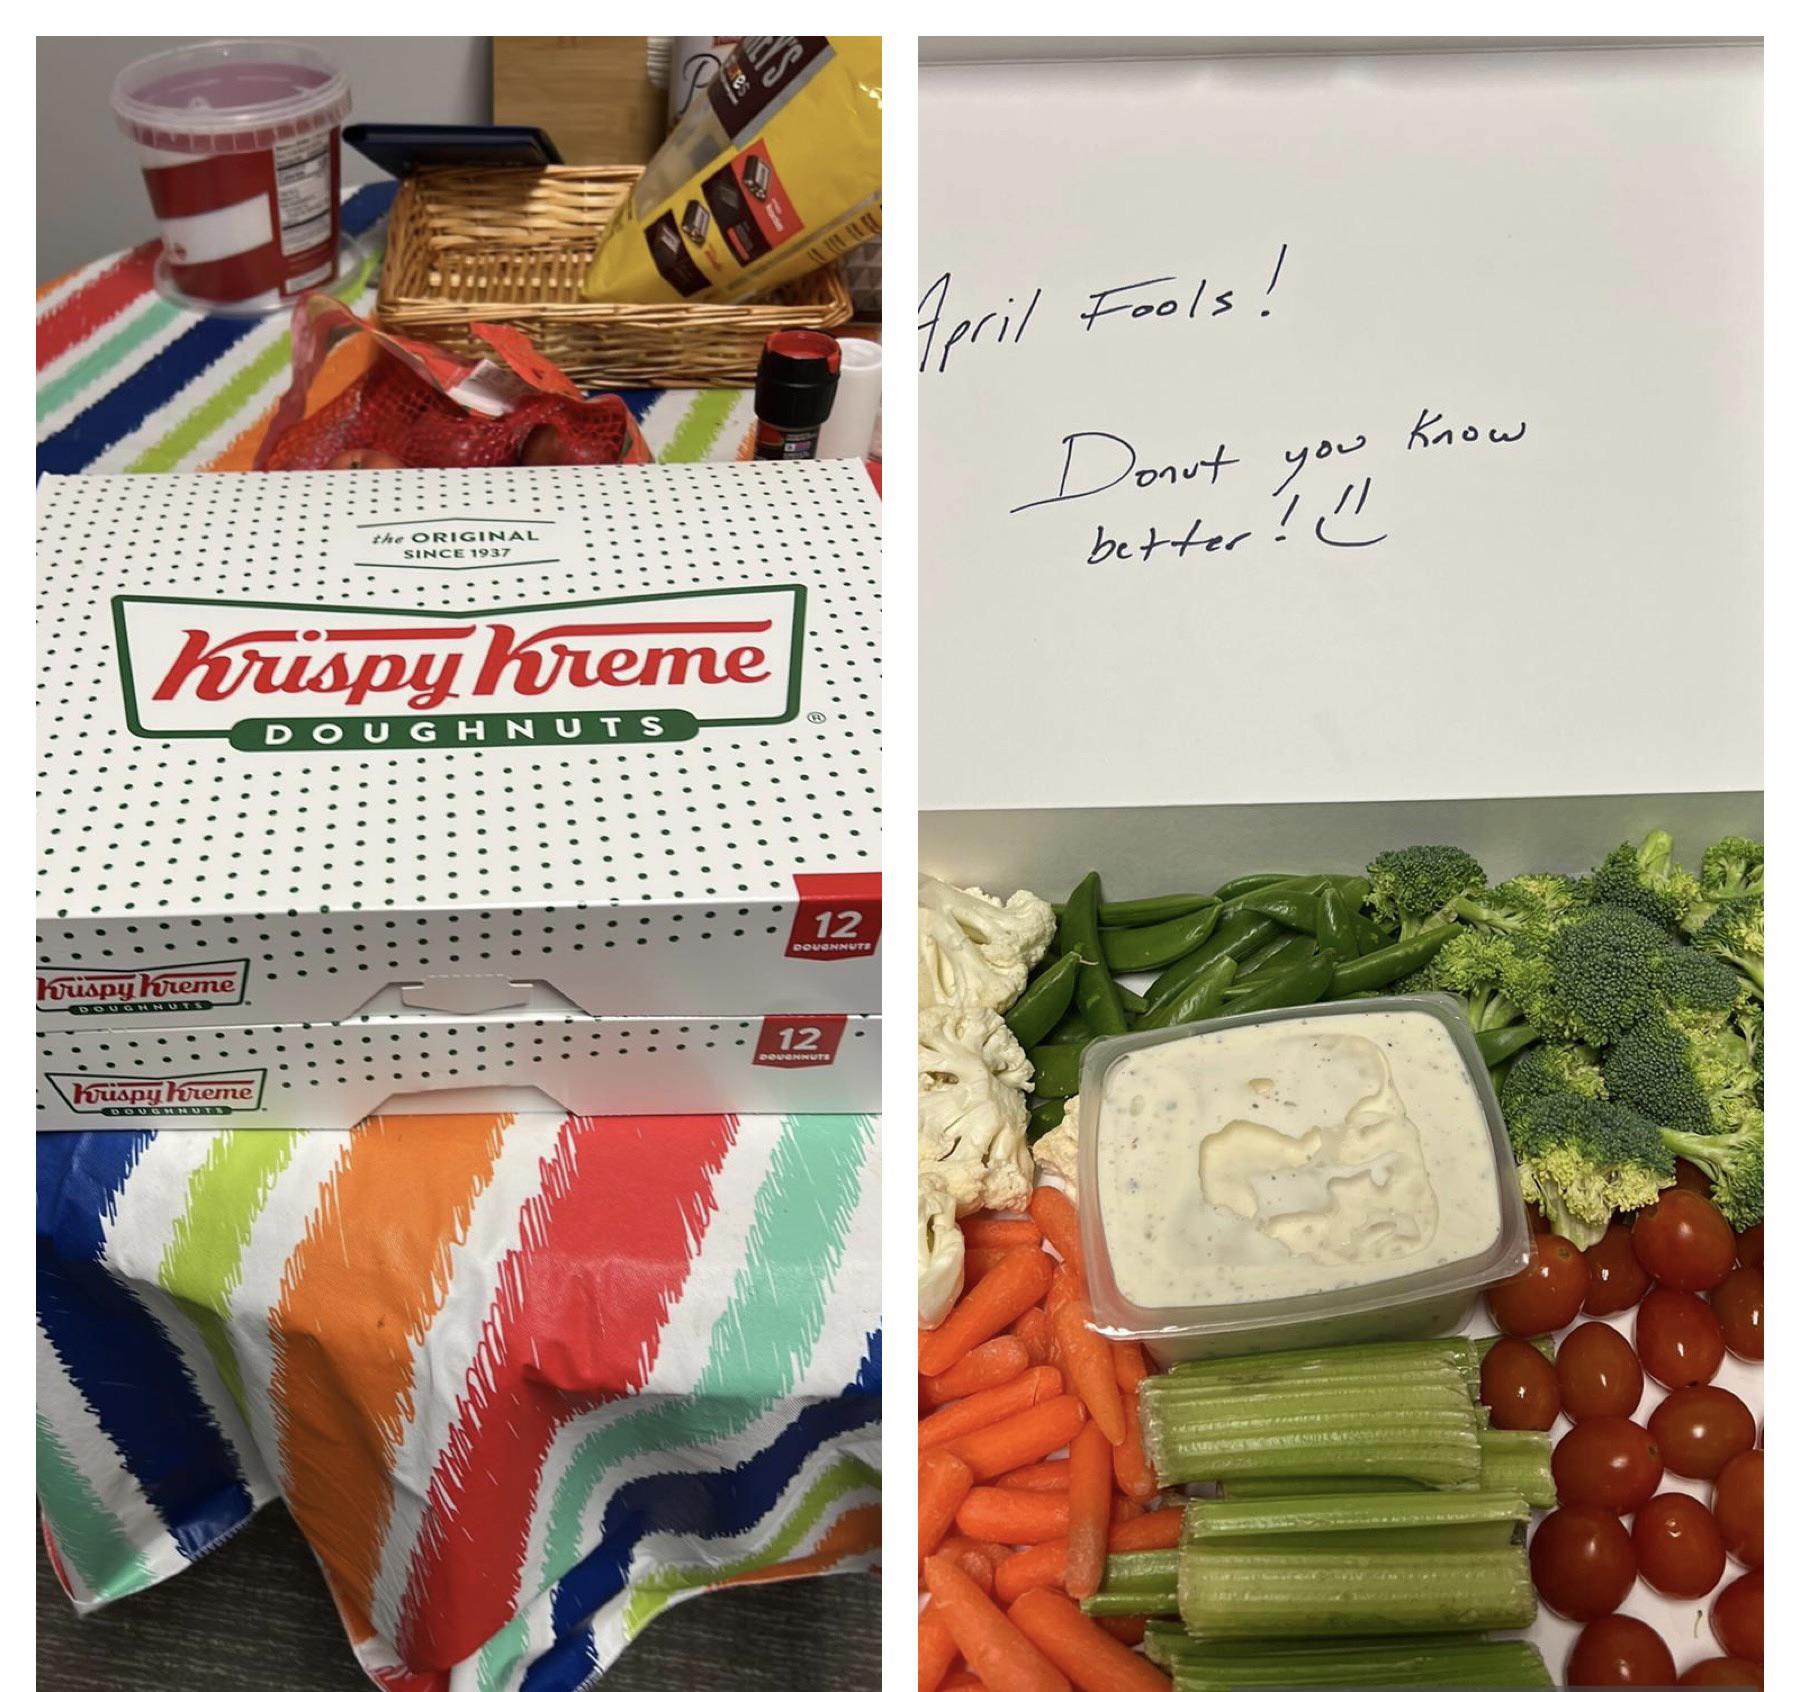 the ORIGINAL
SINCE 1937
Krispy Kreme
DOUGHNUTS
®
12
DOUGHNUTS
Krispy Kreme
DOUGHNUTS
12
DOUGHNUTS
Krispy Kreme
DOUGHNUTS
April Fools!
Donut you know
better!